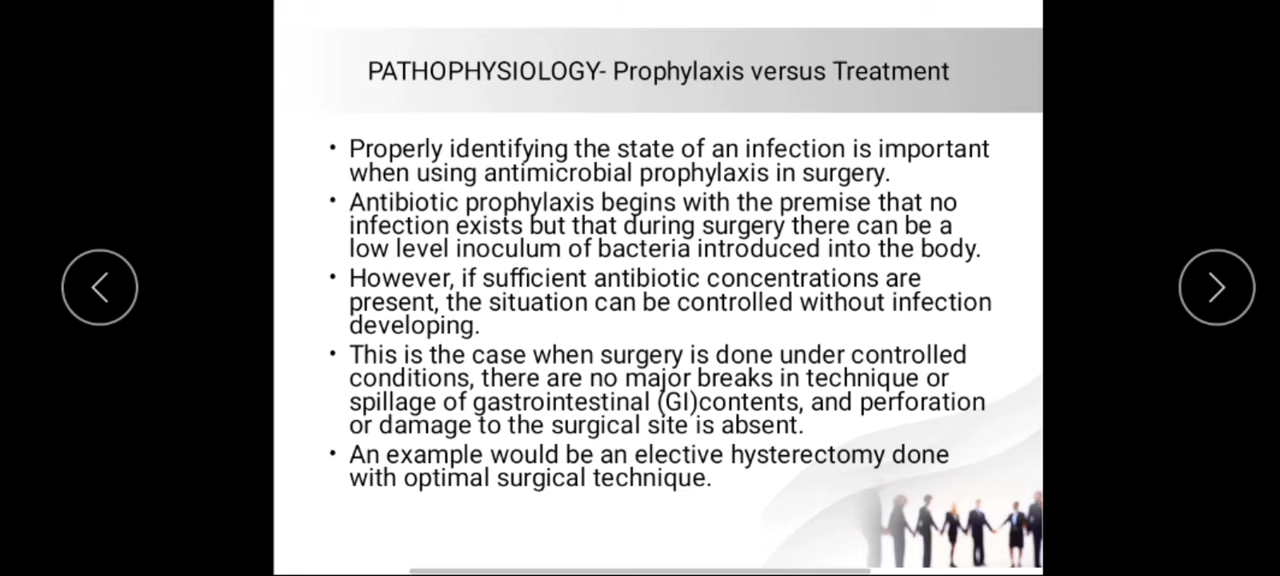 PATHOPHYSIOLOGY- Prophylaxis versus Treatment
• Properly identifying the state of an infection is important
when using antimicrobial prophylaxis in surgery.
• Antibiotic prophylaxis begins with the premise that no
infection exists but that during surgery there can be a
low level inoculum of bacteria introduced into the body.
• However, if sufficient antibiotic concentrations are
present, the situation can be controlled without infection
developing.
• This is the case when surgery is done under controlled
conditions, there are no major breaks in technique or
spillage of gastrointestinal (GI)contents, and perforation
or damage to the surgical site is absent.
• An example would be an elective hysterectomy done
with optimal surgical technique.